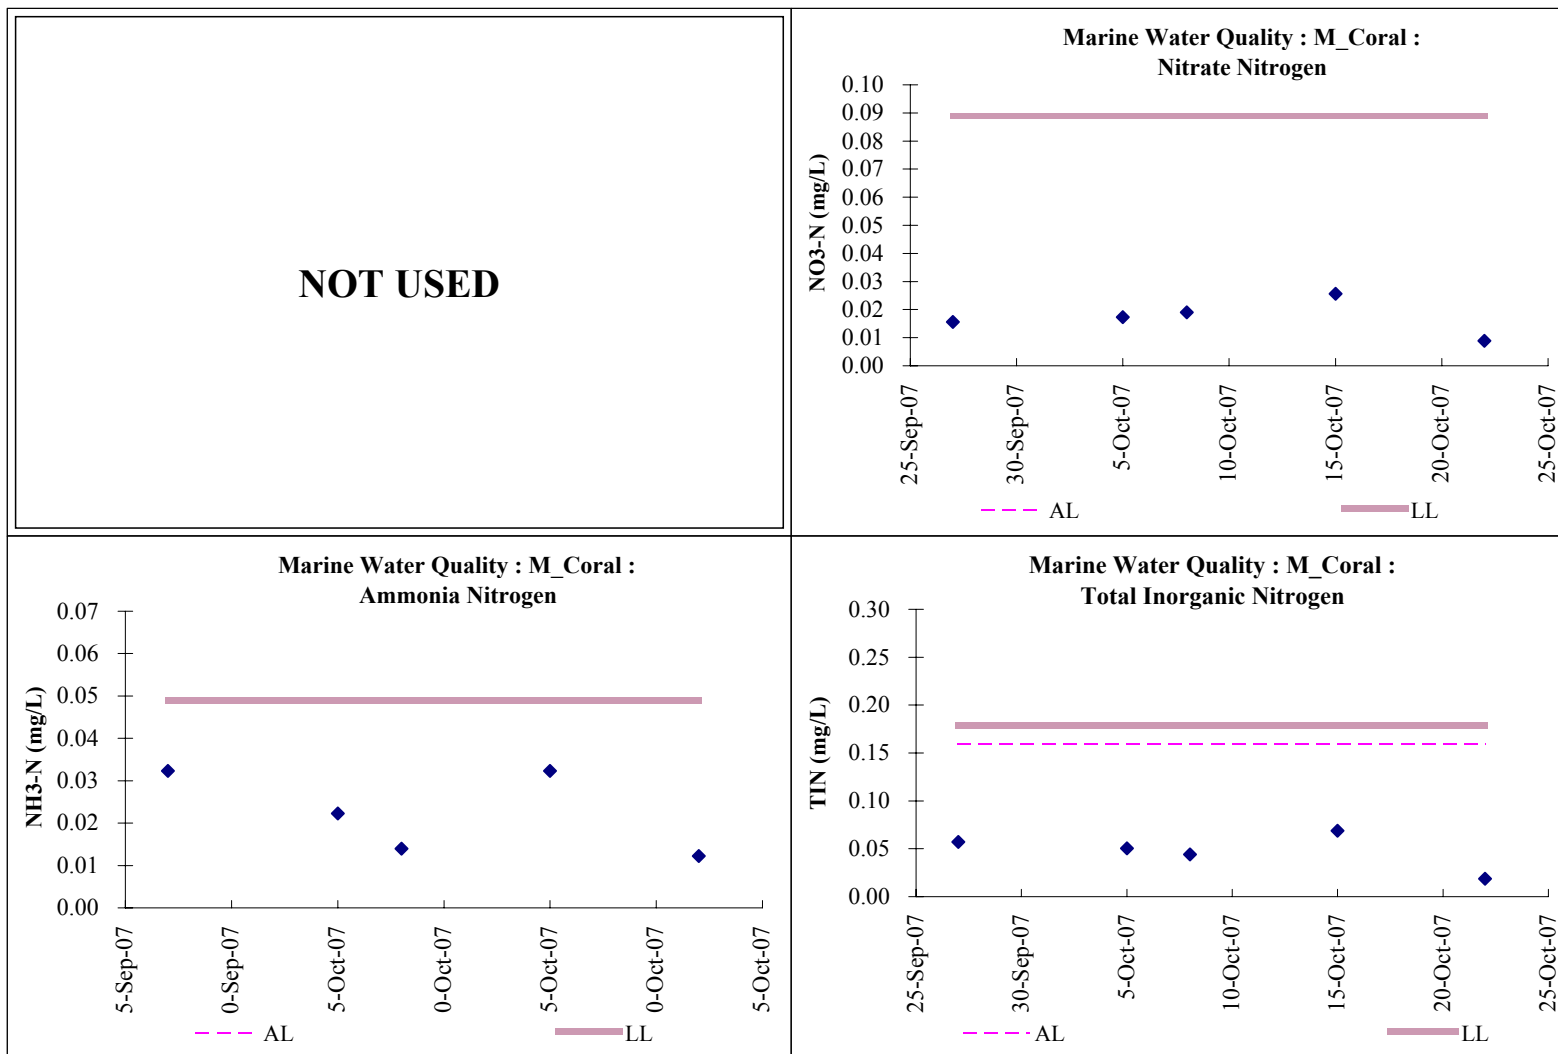 NOT USED
Marine Water Quality : M_Coral :
Nitrate Nitrogen
NO3-N (mg/L)
0.10
0.09
0.08
0.07
0.06
0.05
0.04
0.03
0.02
0.01
0.00
25-Sep-07
30-Sep-07
5-Oct-07
10-Oct-07
15-Oct-07
20-Oct-07
25-Oct-07
AL
LL
Marine Water Quality : M_Coral :
Ammonia Nitrogen
NH3-N (mg/L)
0.07
0.06
0.05
0.04
0.03
0.02
0.01
0.00
5-Sep-07
0-Sep-07
5-Oct-07
0-Oct-07
5-Oct-07
0-Oct-07
5-Oct-07
AL
LL
Marine Water Quality : M_Coral :
Total Inorganic Nitrogen
TIN (mg/L)
0.30
0.25
0.20
0.15
0.10
0.05
0.00
25-Sep-07
30-Sep-07
5-Oct-07
10-Oct-07
15-Oct-07
20-Oct-07
25-Oct-07
AL
LL